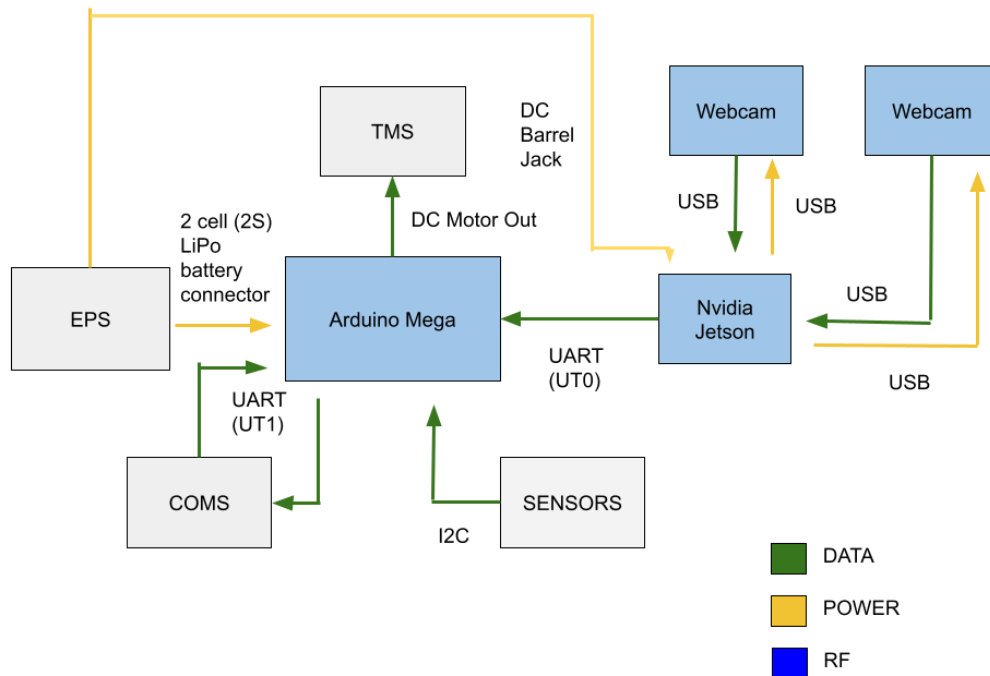 TMS
DC
Barrel
Jack
Webcam
Webcam
USB
USB
2 cell (2S)
LiPo
battery
connector
DC Motor Out
EPS
Arduino Mega
Nvidia
Jetson
USB
UART
(UT0)
USB
UART
(UT1)
COMS
SENSORS
I2C
DATA
POWER
RF